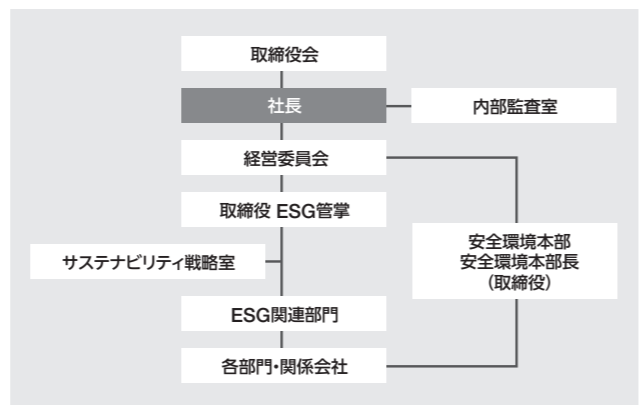 取締役会
社長
内部監査室
経営委員会
取締役 ESG管掌
安全環境本部
安全環境本部長
(取締役)
サステナビリティ戦略室
ESG関連部門
各部門・関係会社